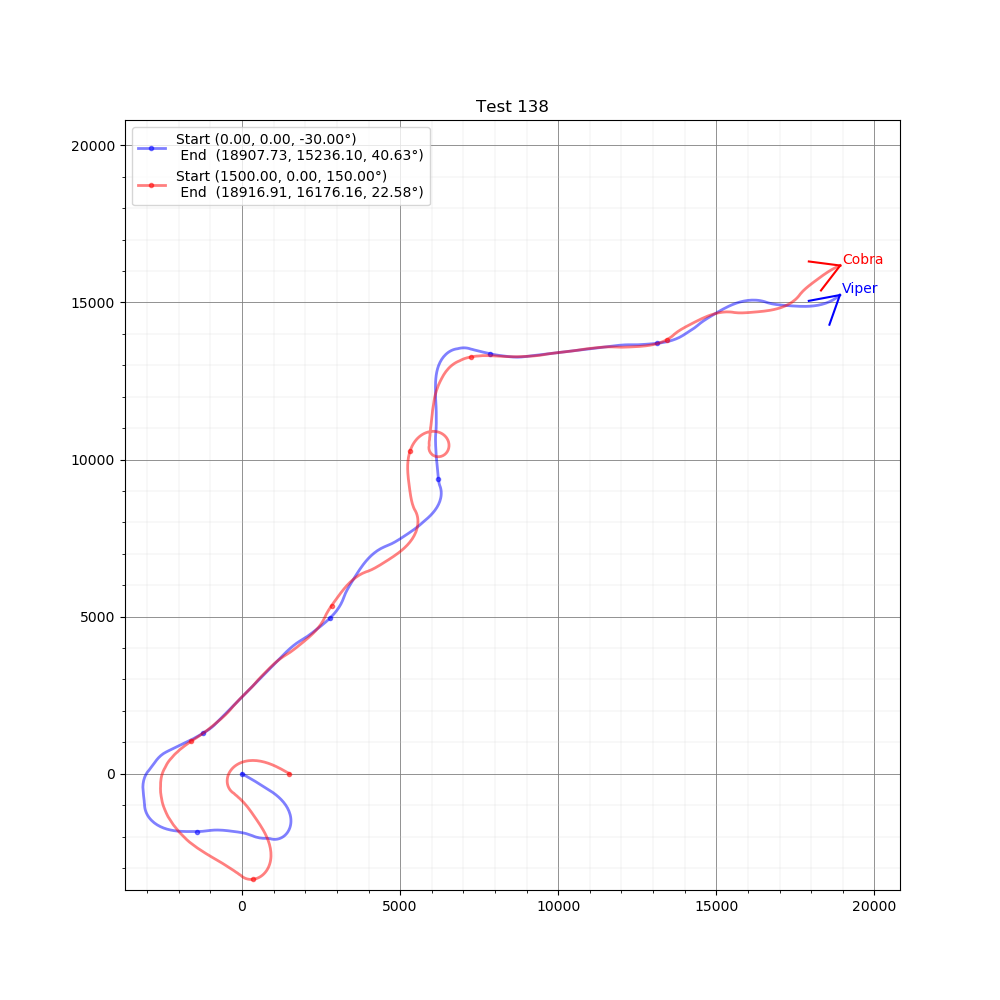 Test 138
Start (0.00, 0.00, -30.00°)
End  (18907.73, 15236.10, 40.63°)
Start (1500.00, 0.00, 150.00°)
End  (18916.91, 16176.16, 22.58°)
Cobra
Viper
20000
15000
10000
5000
0
0
5000
10000
15000
20000